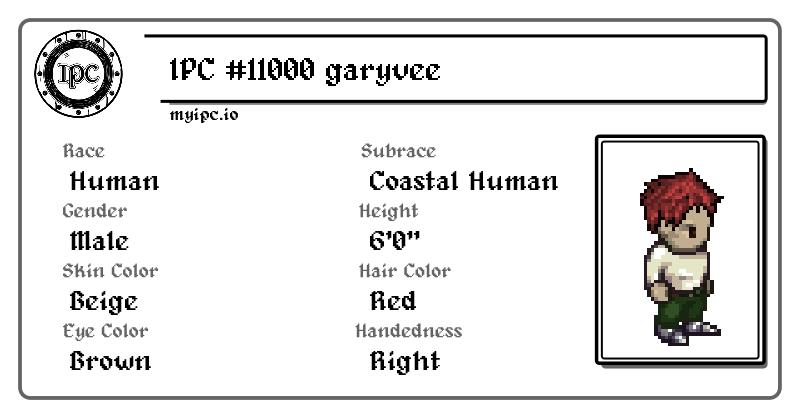 IPC
IPC #11000 garyvee
myipc.io
Race
Human
Subrace
Coastal Human
Gender
Male
Height
6'0"
Skin Color
Beige
Hair Color
Red
Eye Color
Brown
Handedness
Right